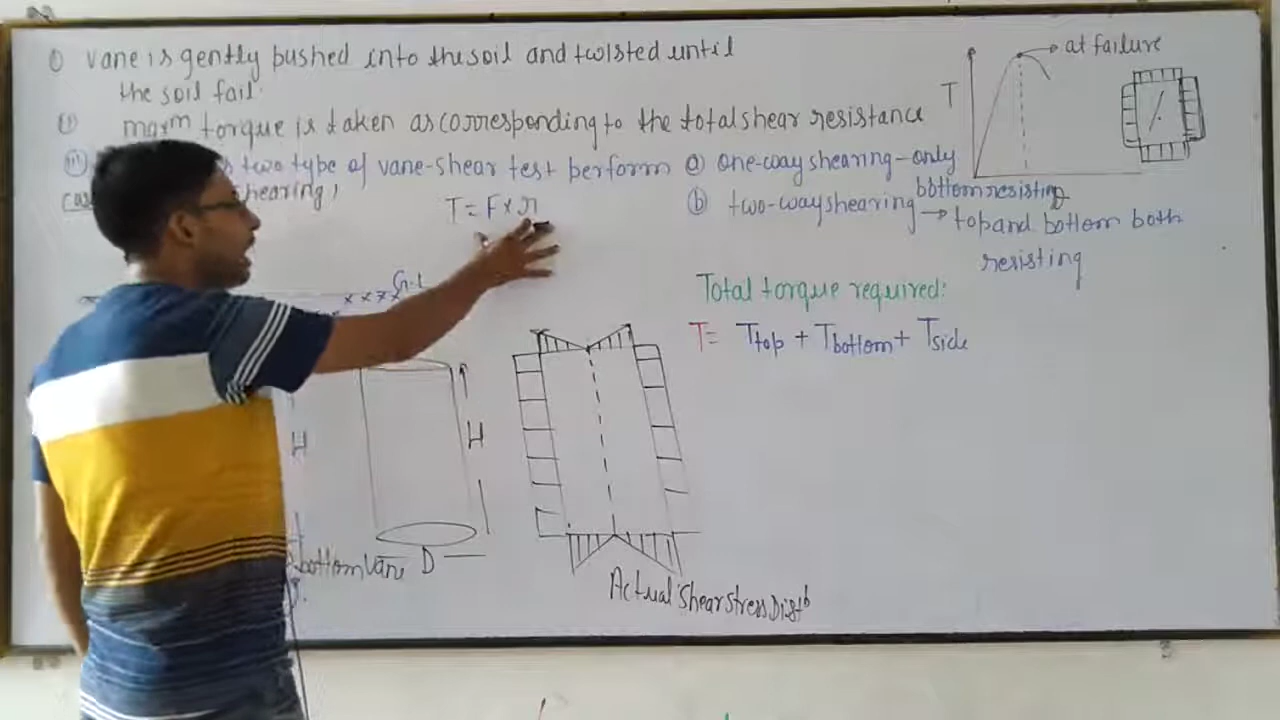 ① Vane is gently pushed into the soil and twisted until
the soil fail.
maxᵐ torque is taken as corresponding to the total shear resistance
two type of vane-shear test perform ⓐ one-way shearing – only
bottom resisting
shearing,
ⓑ two-way shearing → top and bottom both
resisting
T = F × r
G.L
Total torque required:
T = Ttop + Tbottom + Tside
T
→ at failure
H
H
bottom vane
D
Actual Shear Stress Distᵇ